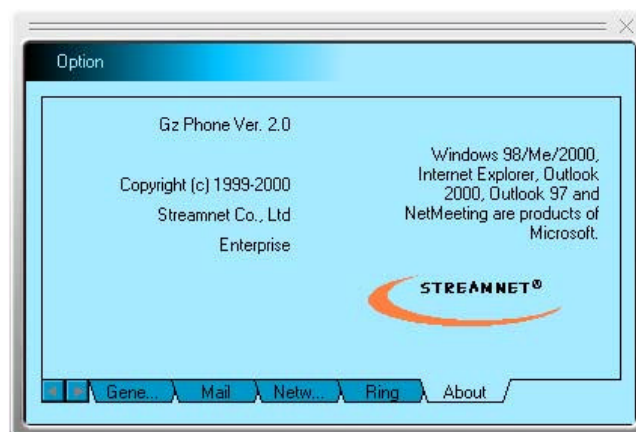 Option
Gz Phone Ver. 2.0
Copyright (c) 1999-2000
Streamnet Co., Ltd
Enterprise
Windows 98/Me/2000,
Internet Explorer, Outlook
2000, Outlook 97 and
NetMeeting are products of
Microsoft.
STREAMNET®
Gene... Mail Netw... Ring About